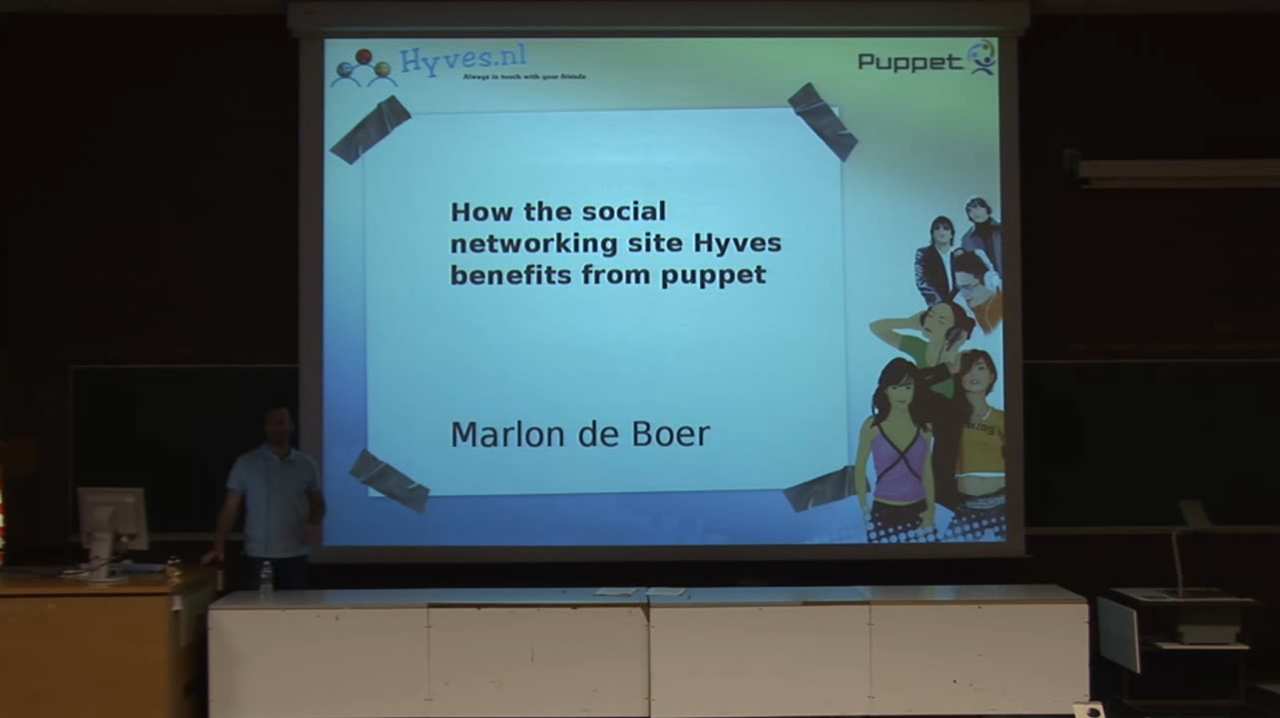 Hyves.nl
Always in touch with your friends
Puppet
How the social
networking site Hyves
benefits from puppet
Marlon de Boer